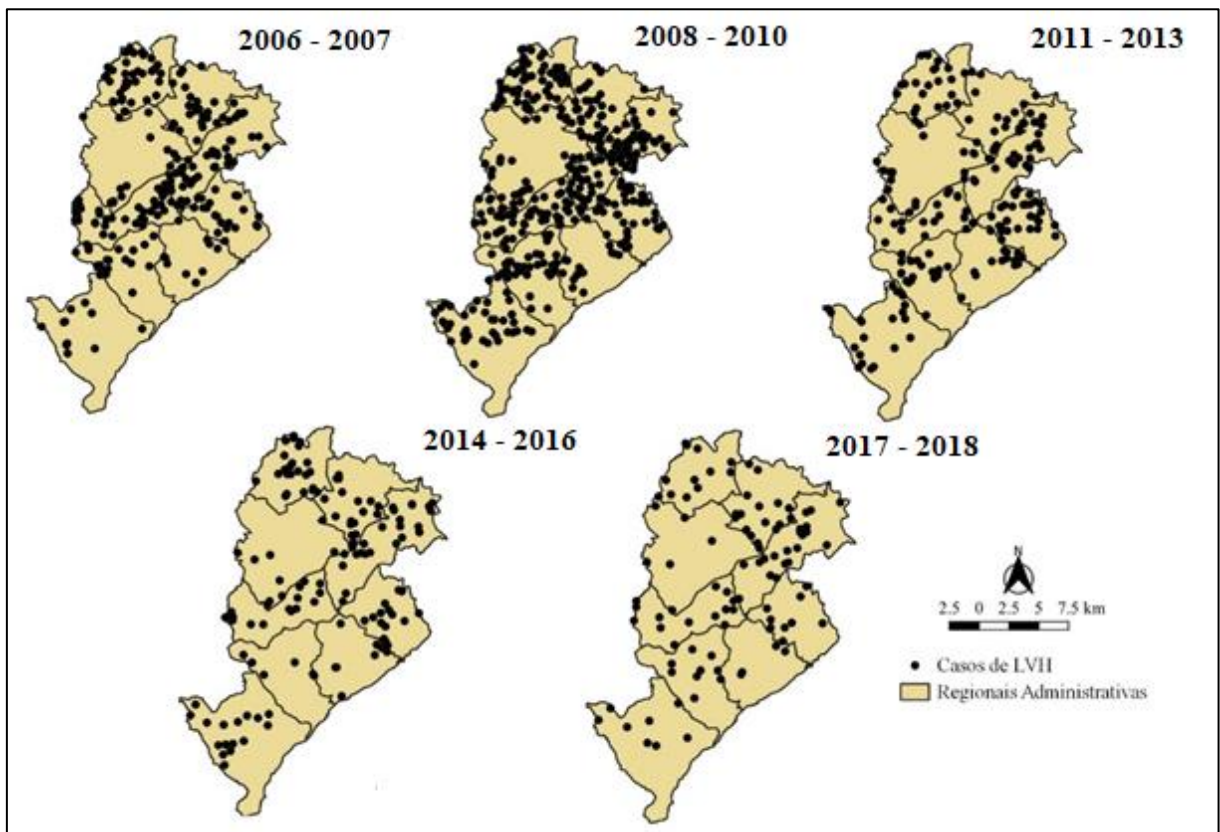 2006 - 2007
2008 - 2010
2011 - 2013
2014 - 2016
2017 - 2018
N
2.5 0 2.5 5 7.5 km
Casos de LVH
Regionais Administrativas